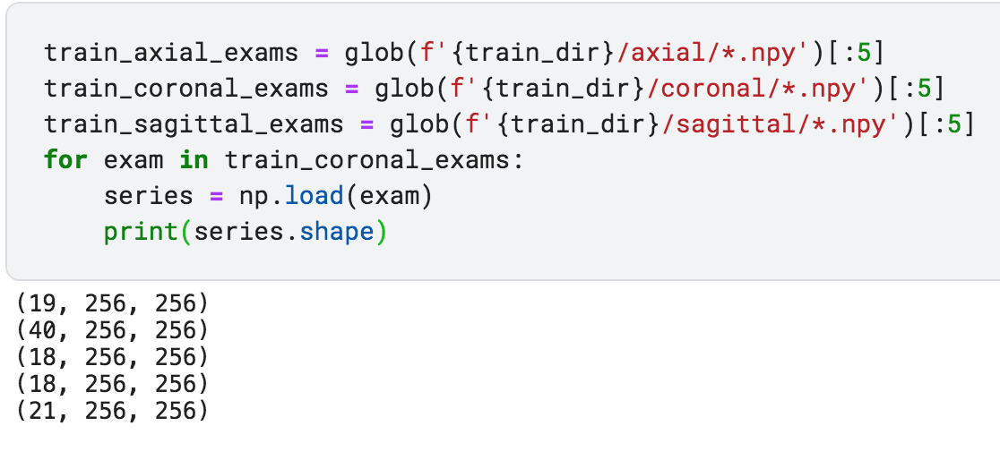 train_axial_exams = glob(f'{train_dir}/axial/*.npy')[:5]
train_coronal_exams = glob(f'{train_dir}/coronal/*.npy')[:5]
train_sagittal_exams = glob(f'{train_dir}/sagittal/*.npy')[:5]
for exam in train_coronal_exams:
    series = np.load(exam)
    print(series.shape)
(19, 256, 256)
(40, 256, 256)
(18, 256, 256)
(18, 256, 256)
(21, 256, 256)